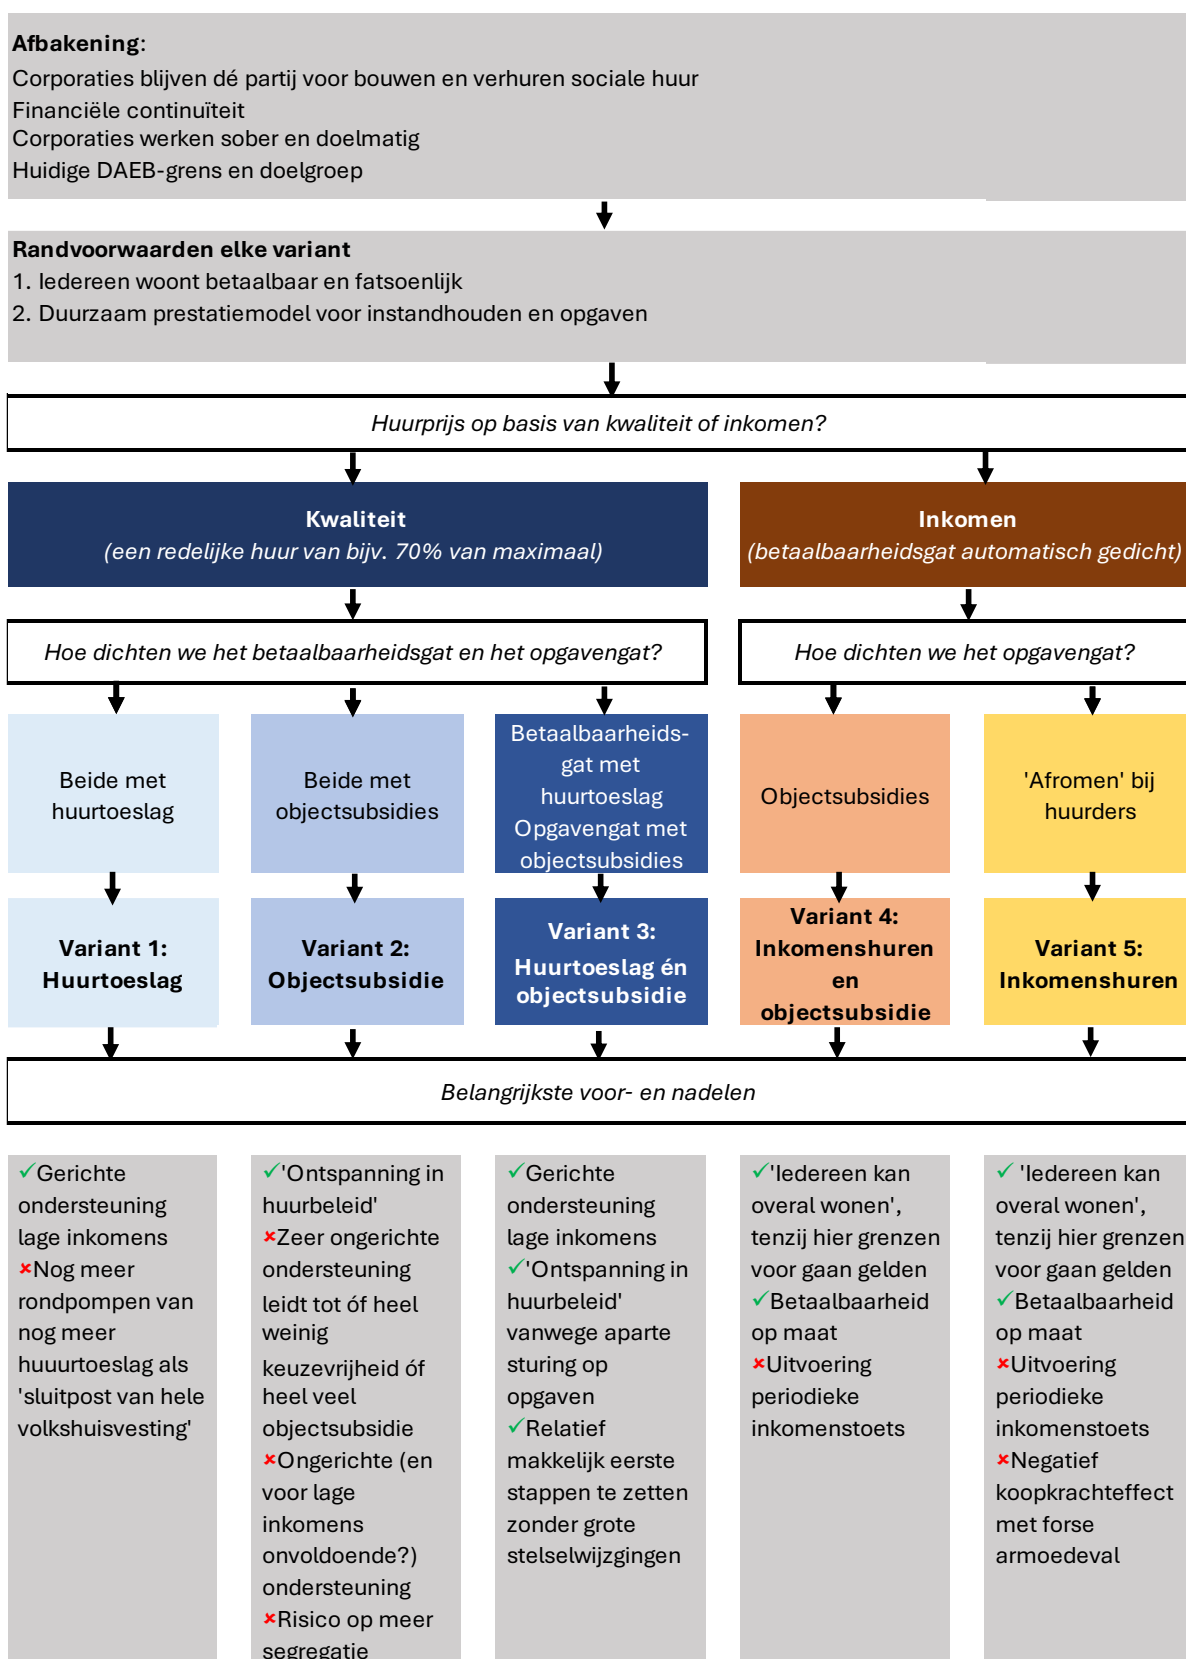 Afbakening:
Corporaties blijven dé partij voor bouwen en verhuren sociale huur
Financiële continuïteit
Corporaties werken sober en doelmatig
Huidige DAEB-grens en doelgroep
Randvoorwaarden elke variant
1. Iedereen woont betaalbaar en fatsoenlijk
2. Duurzaam prestatiemodel voor instandhouden en opgaven
Huurprijs op basis van kwaliteit of inkomen?
Kwaliteit
(een redelijke huur van bijv. 70% van maximaal)
Inkomen
(betaalbaarheidsgat automatisch gedicht)
Hoe dichten we het betaalbaarheidsgat en het opgavengat?
Hoe dichten we het opgavengat?
Beide met
huurtoeslag
Beide met
objectsubsidies
Betaalbaarheids-
gat met
huurtoeslag
Opgavengat met
objectsubsidies
Objectsubsidies
'Afromen' bij
huurders
Variant 1:
Huurtoeslag
Variant 2:
Objectsubsidie
Variant 3:
Huurtoeslag én
objectsubsidie
Variant 4:
Inkomenshuren
en
objectsubsidie
Variant 5:
Inkomenshuren
Belangrijkste voor- en nadelen
✓Gerichte
ondersteuning
lage inkomens
×Nog meer
rondpompen van
nog meer
huuurtoeslag als
'sluitpost van hele
volkshuisvesting'
✓'Ontspanning in
huurbeleid'
×Zeer ongerichte
ondersteuning
leidt tot óf heel
weinig
keuzevrijheid óf
heel veel
objectsubsidie
×Ongerichte (en
voor lage
inkomens
onvoldoende?)
ondersteuning
×Risico op meer
segregatie
✓Gerichte
ondersteuning
lage inkomens
✓'Ontspanning in
huurbeleid'
vanwege aparte
sturing op
opgaven
✓Relatief
makkelijk eerste
stappen te zetten
zonder grote
stelselwijzgingen
✓'Iedereen kan
overal wonen',
tenzij hier grenzen
voor gaan gelden
✓Betaalbaarheid
op maat
×Uitvoering
periodieke
inkomenstoets
✓ 'Iedereen kan
overal wonen',
tenzij hier grenzen
voor gaan gelden
✓Betaalbaarheid
op maat
×Uitvoering
periodieke
inkomenstoets
×Negatief
koopkrachteffect
met forse
armoedeval